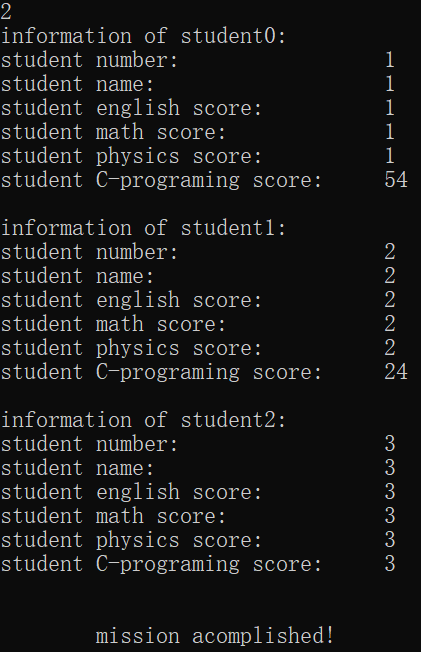 2
information of student0:
student number: 1
student name: 1
student english score: 1
student math score: 1
student physics score: 1
student C-programing score: 54
information of student1:
student number: 2
student name: 2
student english score: 2
student math score: 2
student physics score: 2
student C-programing score: 24
information of student2:
student number: 3
student name: 3
student english score: 3
student math score: 3
student physics score: 3
student C-programing score: 3
mission acomplished!